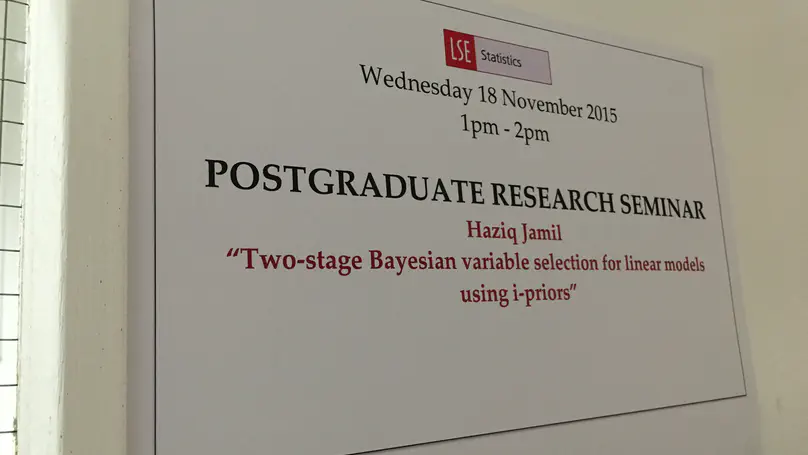 LSE Statistics
Wednesday 18 November 2015
1pm - 2pm
POSTGRADUATE RESEARCH SEMINAR
Haziq Jamil
“Two-stage Bayesian variable selection for linear models
using i-priors”